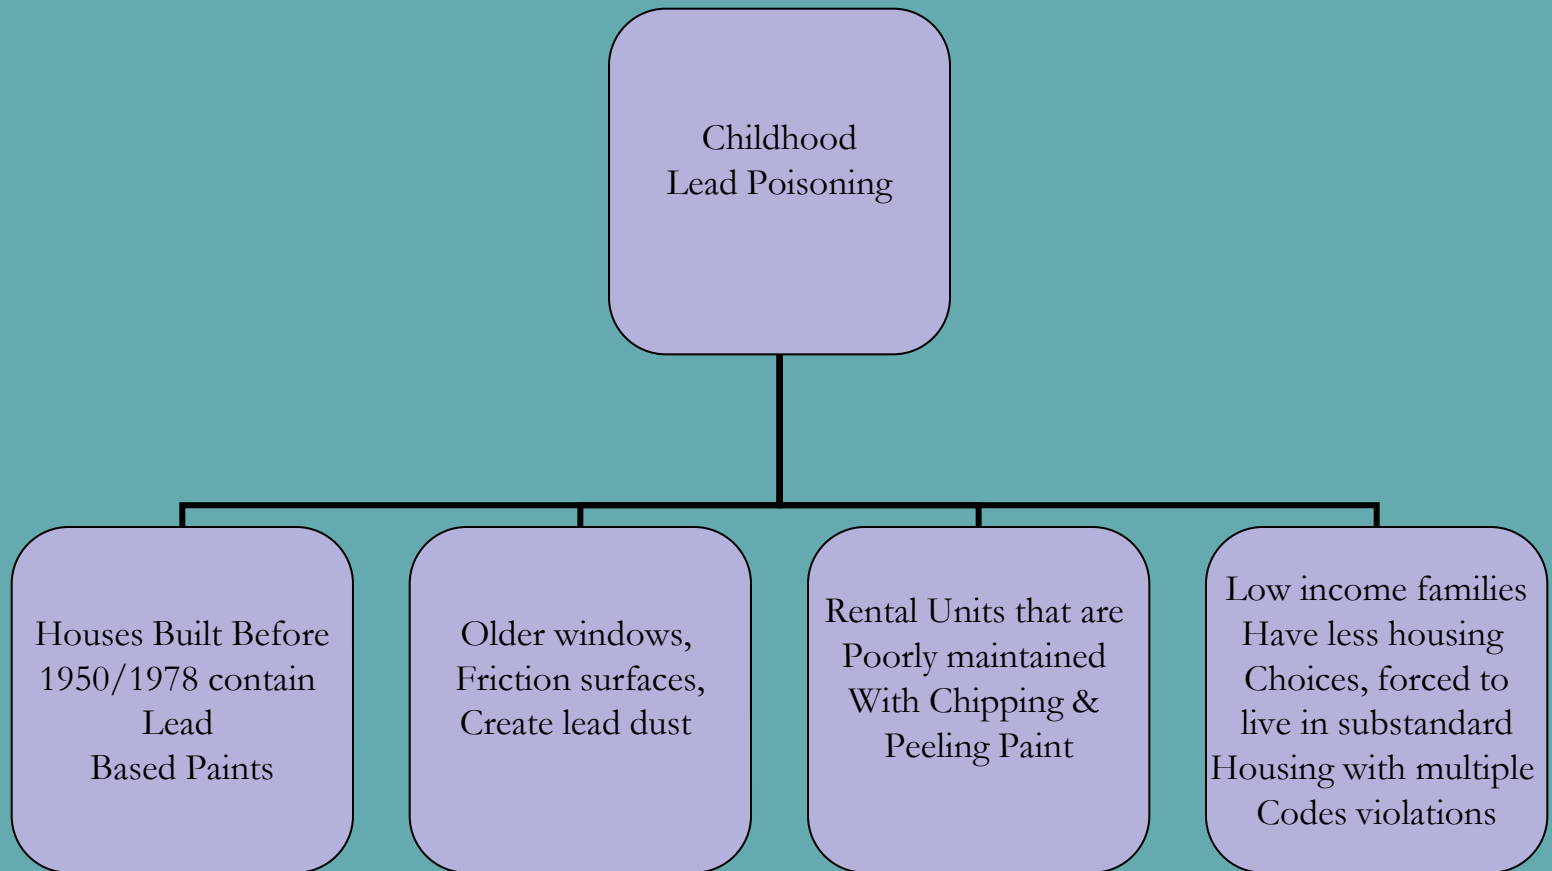 Childhood
Lead Poisoning
Houses Built Before
1950/1978 contain
Lead
Based Paints
Older windows,
Friction surfaces,
Create lead dust
Rental Units that are
Poorly maintained
With Chipping &
Peeling Paint
Low income families
Have less housing
Choices, forced to
live in substandard
Housing with multiple
Codes violations